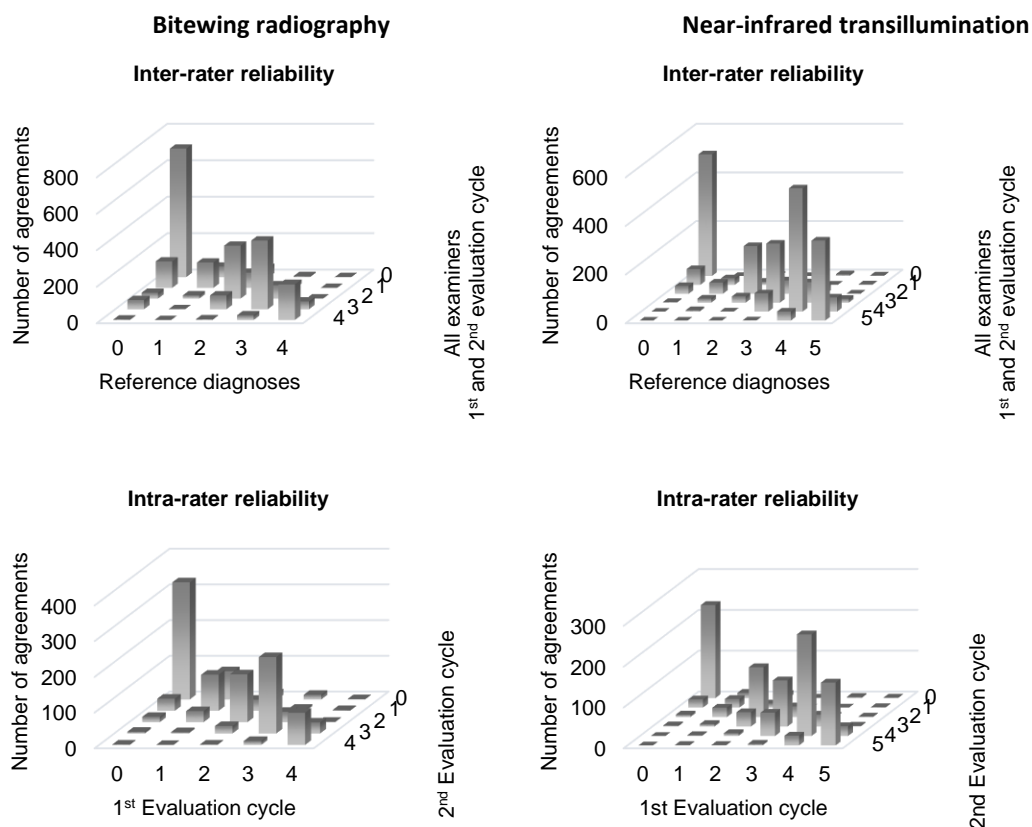 Bitewing radiography
Near-infrared transillumination
Inter-rater reliability
Number of agreements
800
600
400
200
0
0 1 2 3 4
4 3 2 1 0
Reference diagnoses
All examiners
1st and 2nd evaluation cycle
Inter-rater reliability
Number of agreements
600
400
200
0
0 1 2 3 4 5
5 4 3 2 1 0
Reference diagnoses
All examiners
1st and 2nd evaluation cycle
Intra-rater reliability
Number of agreements
400
300
200
100
0
0 1 2 3 4
4 3 2 1 0
1st Evaluation cycle
2nd Evaluation cycle
Intra-rater reliability
Number of agreements
300
200
100
0
0 1 2 3 4 5
5 4 3 2 1 0
1st Evaluation cycle
2nd Evaluation cycle